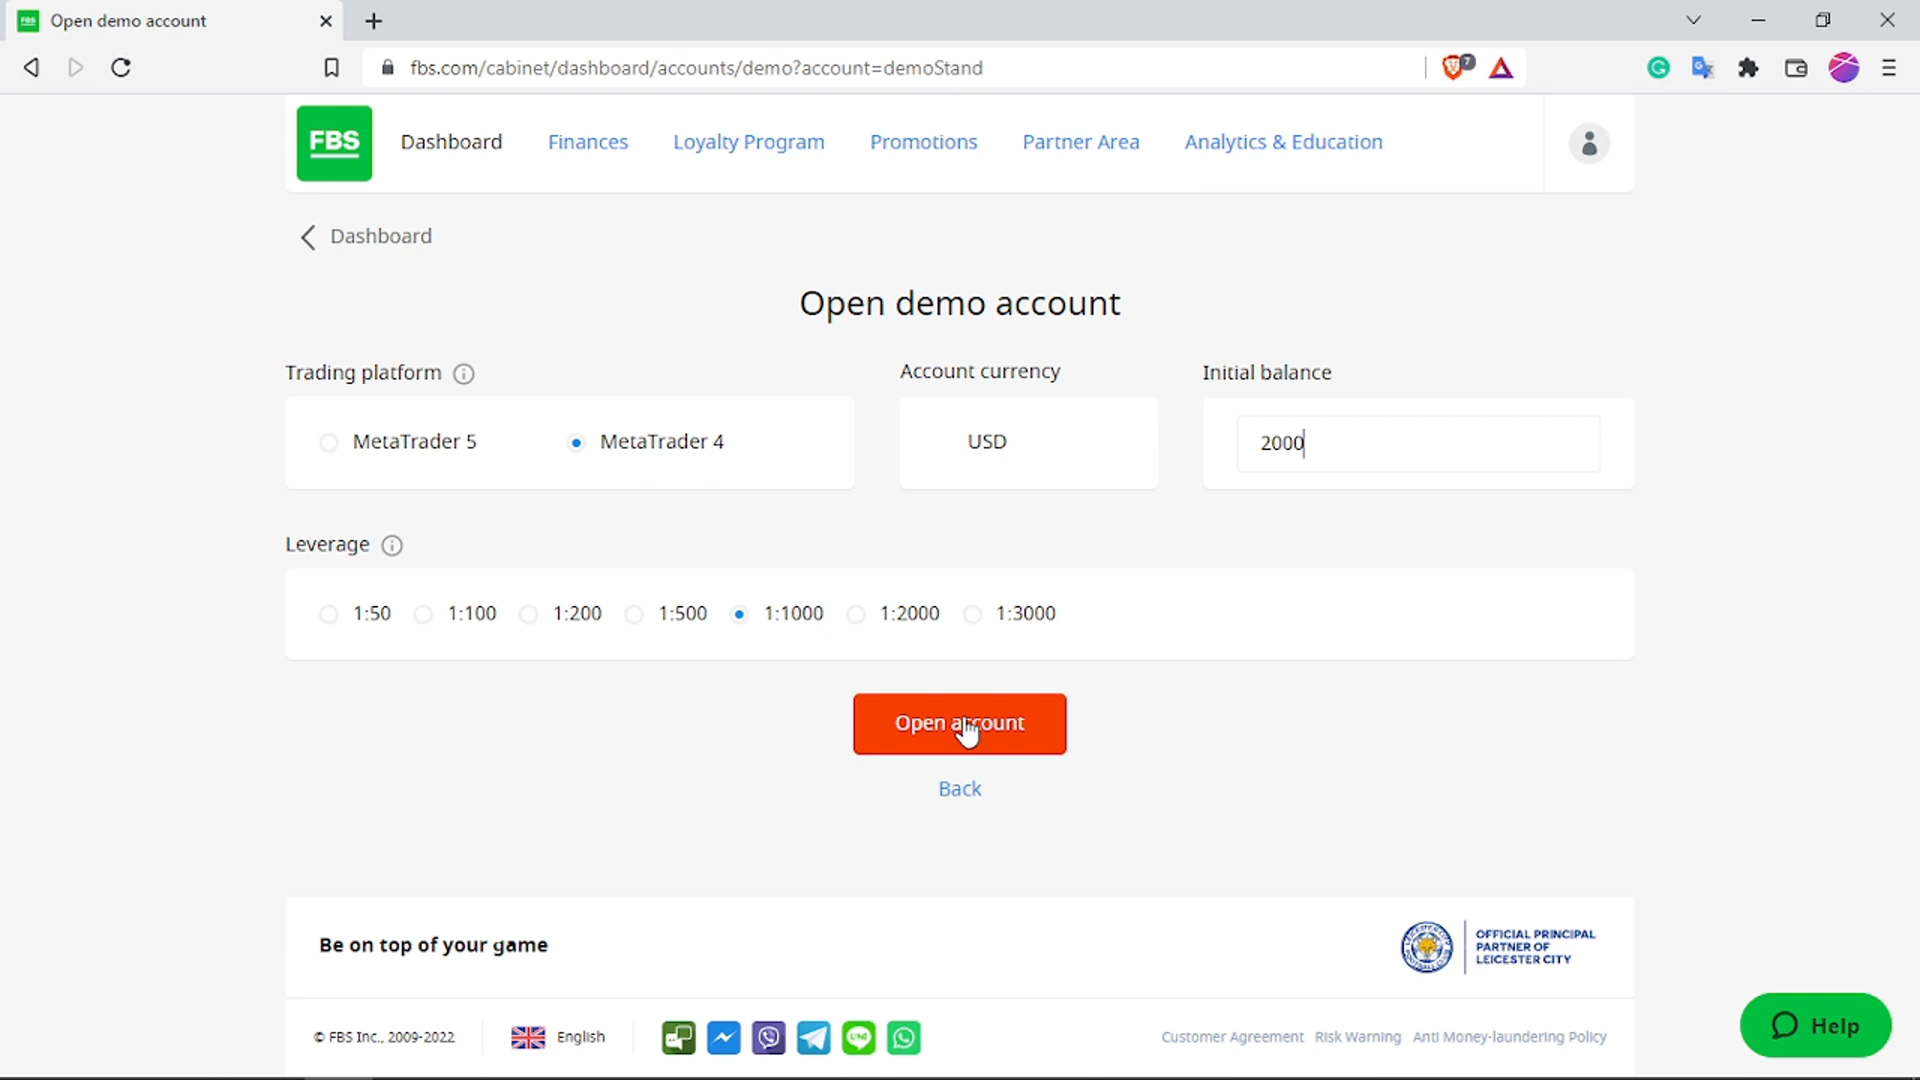 FBS Open demo account
fbs.com/cabinet/dashboard/accounts/demo?account=demoStand
7
FBS Dashboard Finances Loyalty Program Promotions Partner Area Analytics & Education
Dashboard
Open demo account
Trading platform Account currency Initial balance
MetaTrader 5 MetaTrader 4 USD 2000
Leverage
1:50 1:100 1:200 1:500 1:1000 1:2000 1:3000
Open account
Back
Be on top of your game
OFFICIAL PRINCIPAL
PARTNER OF
LEICESTER CITY
© FBS Inc., 2009-2022 English Customer Agreement Risk Warning Anti Money-laundering Policy
Help